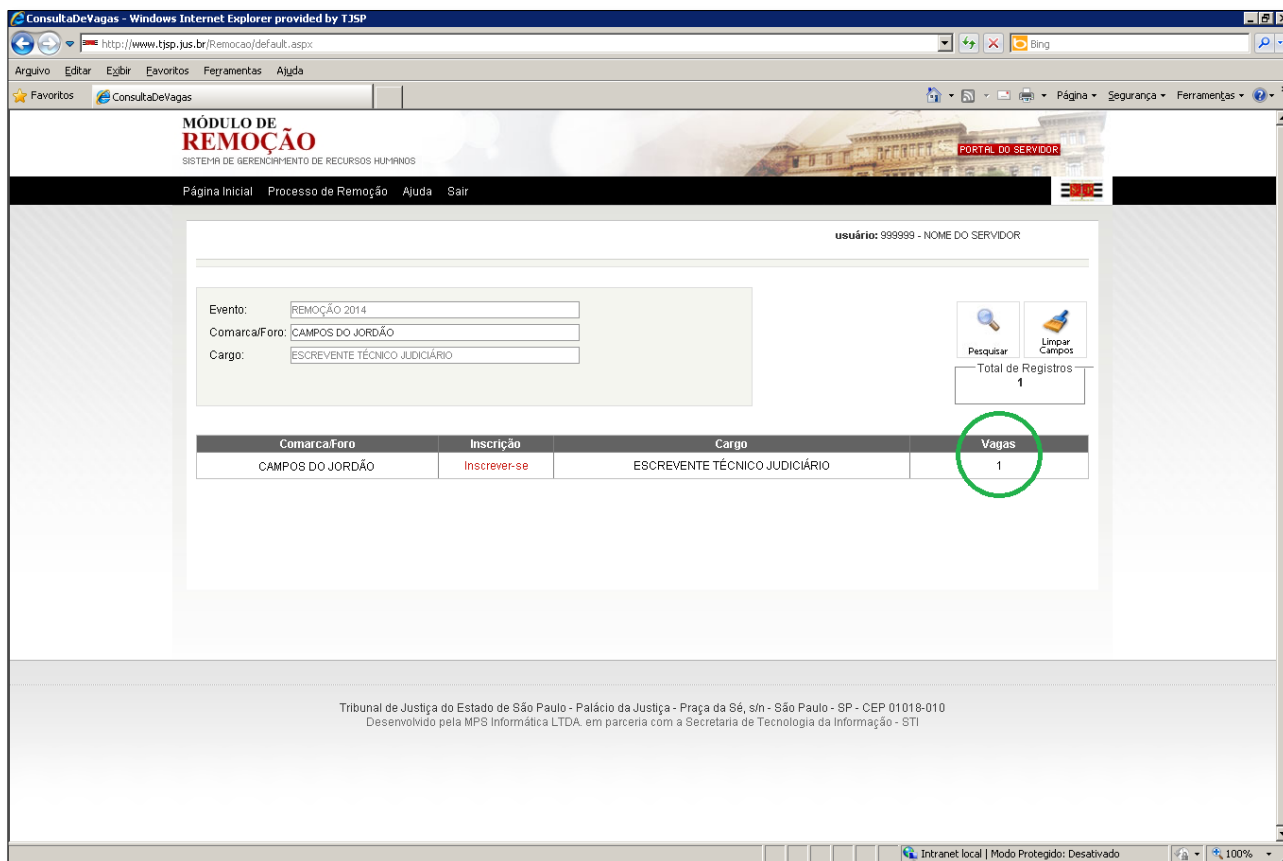 ConsultaDeVagas - Windows Internet Explorer provided by TJSP
http://www.tjsp.jus.br/Remocao/default.aspx
Bing
Arquivo Editar Exibir Favoritos Ferramentas Ajuda
Favoritos ConsultaDeVagas Página Segurança Ferramentas
MÓDULO DE
REMOÇÃO
SISTEMA DE GERENCIAMENTO DE RECURSOS HUMANOS
PORTAL DO SERVIDOR
Página Inicial Processo de Remoção Ajuda Sair
usuário: 999999 - NOME DO SERVIDOR
Evento: REMOÇÃO 2014
Comarca/Foro: CAMPOS DO JORDÃO
Cargo: ESCREVENTE TÉCNICO JUDICIÁRIO
Pesquisar
Limpar
Campos
Total de Registros
1
Comarca/Foro Inscrição Cargo Vagas
CAMPOS DO JORDÃO Inscrever-se ESCREVENTE TÉCNICO JUDICIÁRIO 1
Tribunal de Justiça do Estado de São Paulo - Palácio da Justiça - Praça da Sé, s/n - São Paulo - SP - CEP 01018-010
Desenvolvido pela MPS Informática LTDA. em parceria com a Secretaria de Tecnologia da Informação - STI
Intranet local | Modo Protegido: Desativado 100%